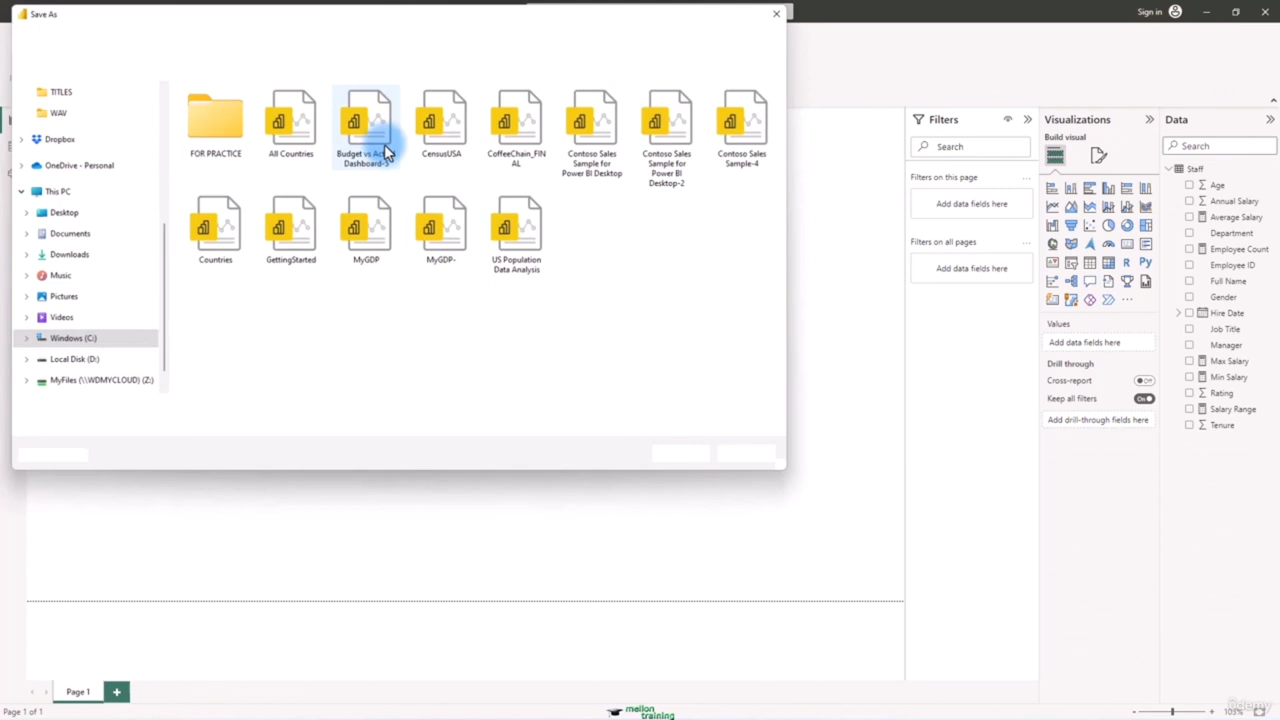 Save As
Sign in
TITLES
WAV
Dropbox
OneDrive - Personal
This PC
Desktop
Documents
Downloads
Music
Pictures
Videos
Windows (C:)
Local Disk (D:)
MyFiles (\\WDMYCLOUD) (Z:)
FOR PRACTICE
All Countries
Budget vs
Dashboard-
CensusUSA
CoffeeChain_FIN
AL
Contoso Sales
Sample for
Power BI Desktop
Contoso Sales
Sample for
Power BI
Desktop-2
Contoso Sales
Sample-4
Countries
GettingStarted
MyGDP
MyGDP-
US Population
Data Analysis
Filters
Search
Filters on this page
Add data fields here
Filters on all pages
Add data fields here
Visualizations
Build visual
R
Py
Values
Add data fields here
Drill through
Cross-report
Off
Keep all filters
On
Add drill-through fields here
Data
Search
Staff
Age
Annual Salary
Average Salary
Department
Employee Count
Employee ID
Full Name
Gender
Hire Date
Job Title
Manager
Max Salary
Min Salary
Rating
Salary Range
Tenure
Page 1
Page 1 of 1
mellon
training
103%
ûdemy